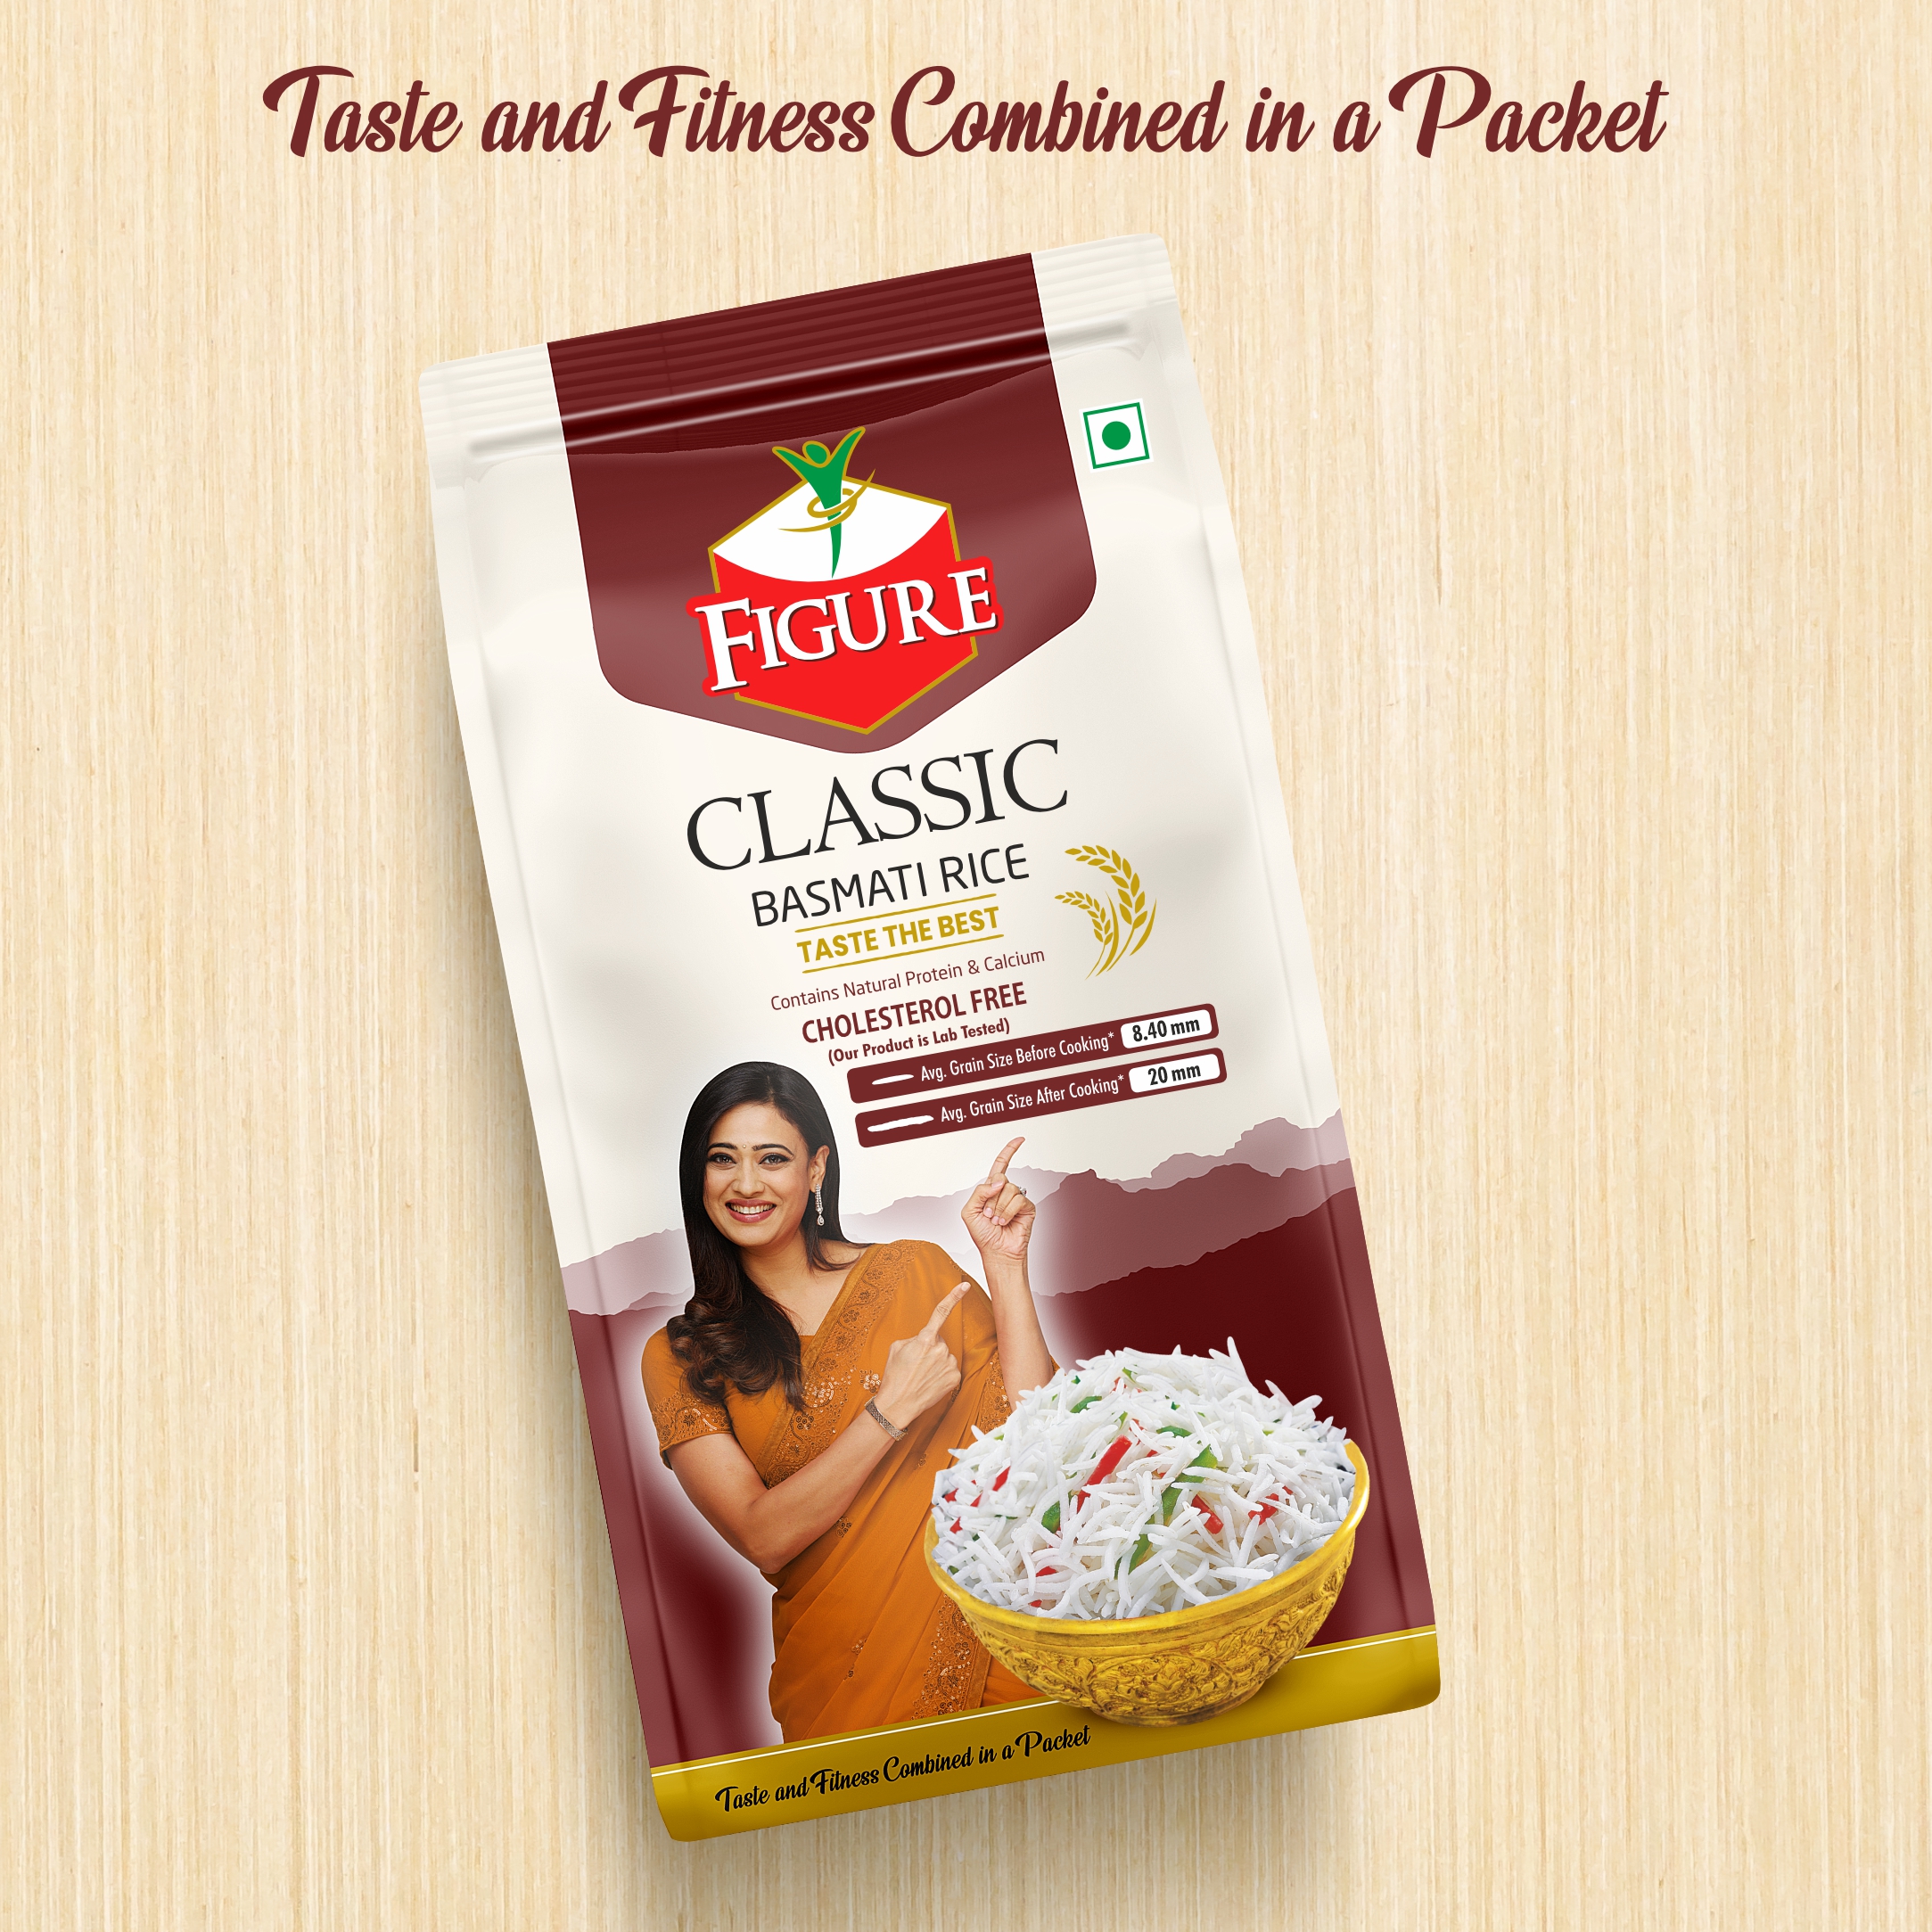 Taste and Fitness Combined in a Packet
FIGURE
CLASSIC
BASMATI RICE
TASTE THE BEST
Contains Natural Protein & Calcium
CHOLESTEROL FREE
(Our Product is Lab Tested)
Avg. Grain Size Before Cooking* 8.40 mm
Avg. Grain Size After Cooking* 20 mm
Taste and Fitness Combined in a Packet